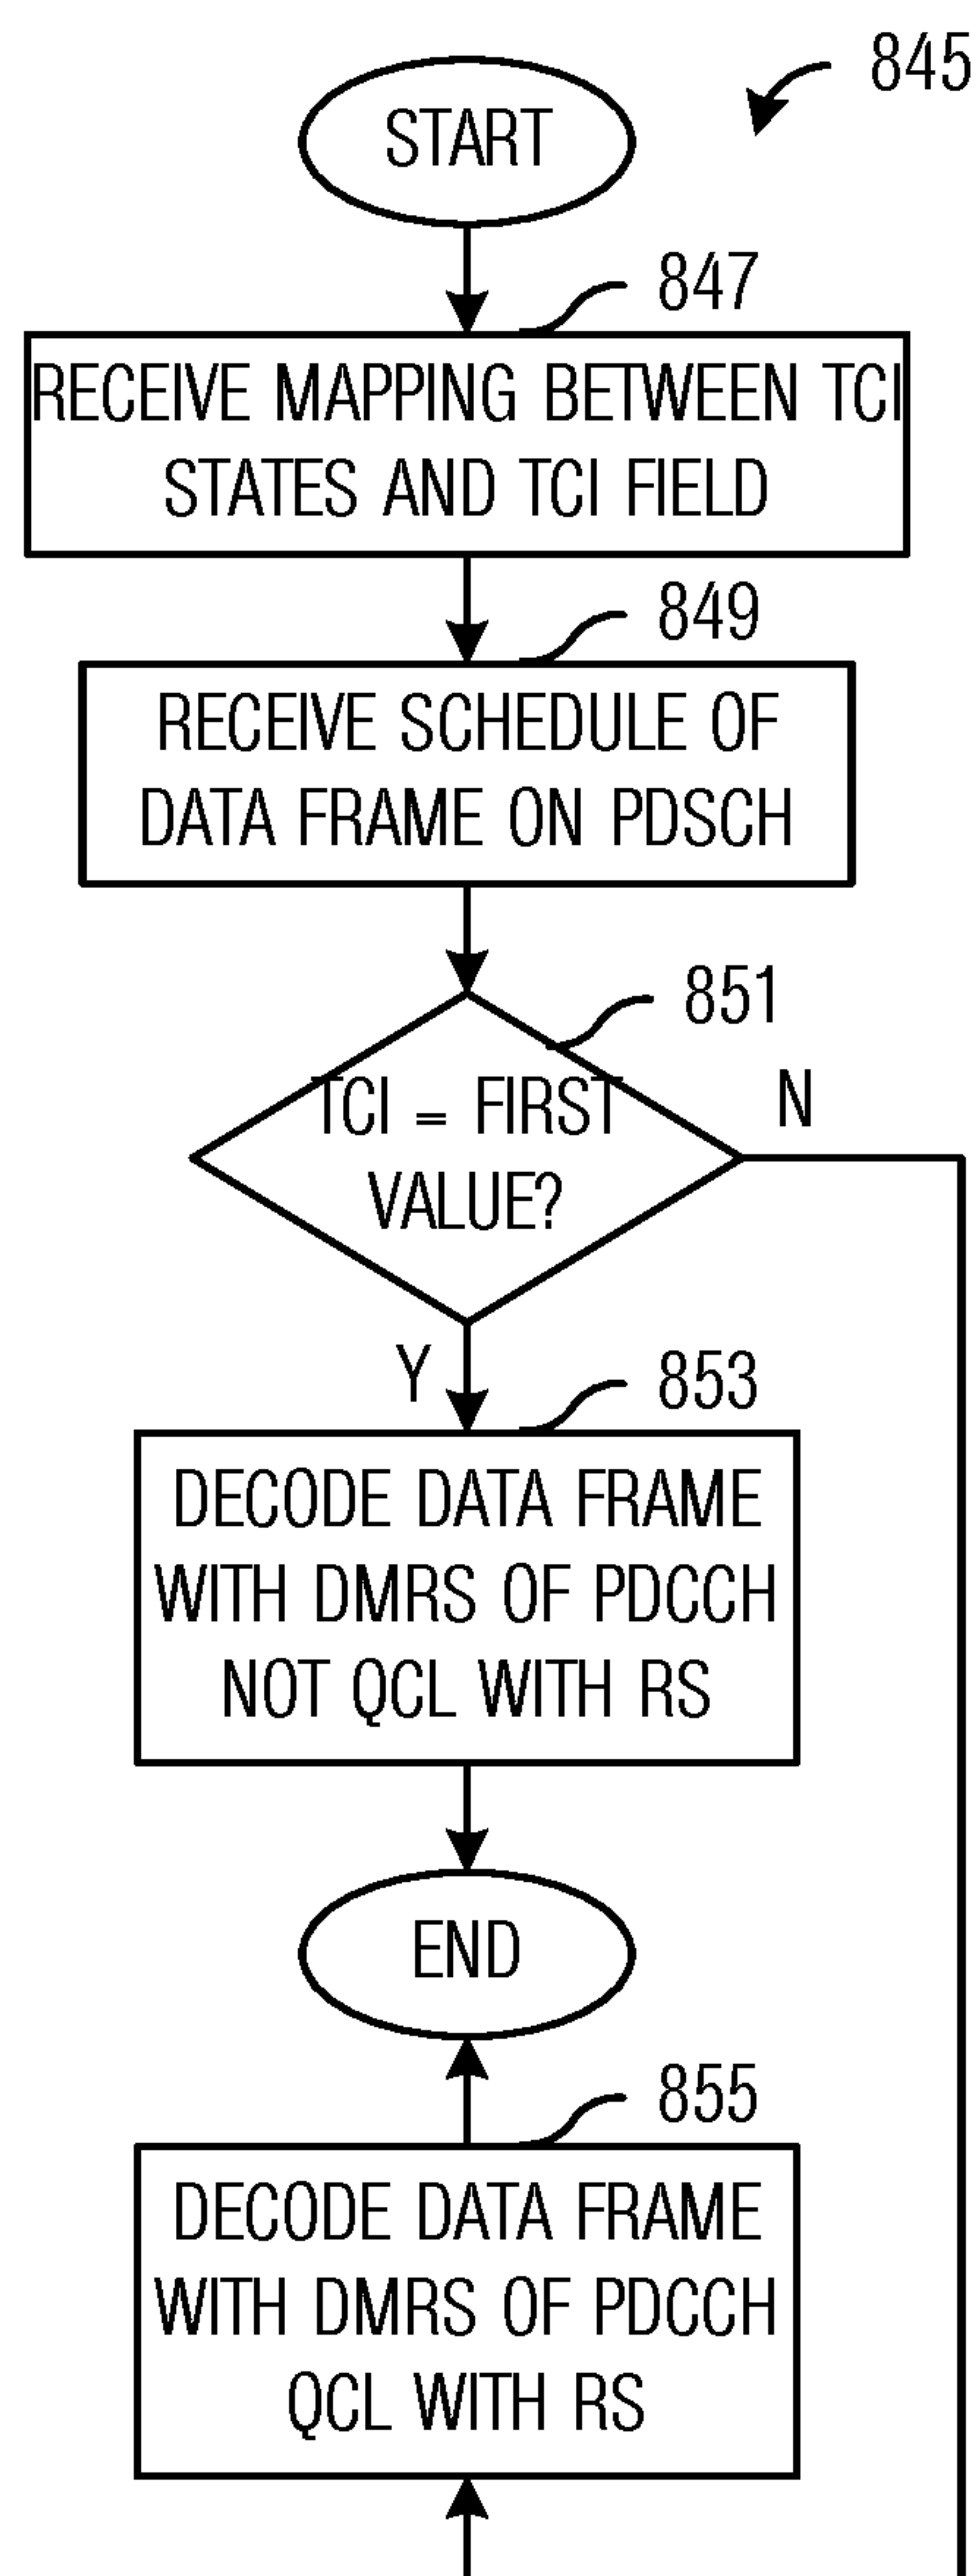 845
START
847
RECEIVE MAPPING BETWEEN TCI
STATES AND TCI FIELD
849
RECEIVE SCHEDULE OF
DATA FRAME ON PDSCH
851
TCI = FIRST
VALUE?
N
Y
853
DECODE DATA FRAME
WITH DMRS OF PDCCH
NOT QCL WITH RS
END
855
DECODE DATA FRAME
WITH DMRS OF PDCCH
QCL WITH RS